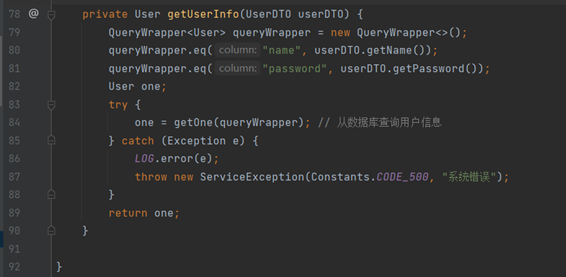 78 @ private User getUserInfo(UserDTO userDTO) {
79 QueryWrapper<User> queryWrapper = new QueryWrapper<>();
80 queryWrapper.eq( column: "name", userDTO.getName());
81 queryWrapper.eq( column: "password", userDTO.getPassword());
82 User one;
83 try {
84 one = getOne(queryWrapper); // 从数据库查询用户信息
85 } catch (Exception e) {
86 LOG.error(e);
87 throw new ServiceException(Constants.CODE_500, "系统错误");
88 }
89 return one;
90 }
91
92 }